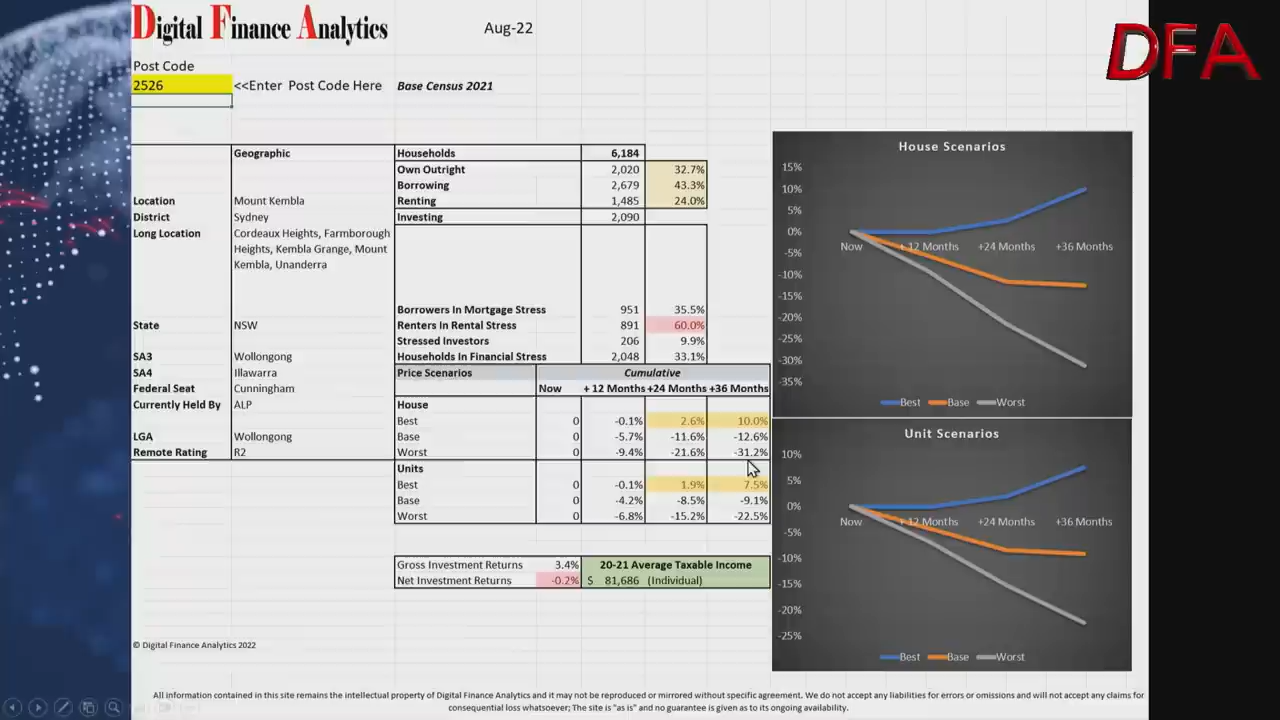 Digital Finance Analytics
Aug-22
DFA
Post Code
2526 <<Enter Post Code Here Base Census 2021
Geographic Households 6,184
Own Outright 2,020 32.7%
Borrowing 2,679 43.3%
Location Mount Kembla Renting 1,485 24.0%
District Sydney Investing 2,090
Long Location Cordeaux Heights, Farmborough
Heights, Kembla Grange, Mount
Kembla, Unanderra
Borrowers In Mortgage Stress 951 35.5%
State NSW Renters In Rental Stress 891 60.0%
Stressed Investors 206 9.9%
SA3 Wollongong Households In Financial Stress 2,048 33.1%
SA4 Illawarra Price Scenarios Cumulative
Federal Seat Cunningham Now + 12 Months +24 Months +36 Months
Currently Held By ALP House
Best 0 -0.1% 2.6% 10.0%
LGA Wollongong Base 0 -5.7% -11.6% -12.6%
Remote Rating R2 Worst 0 -9.4% -21.6% -31.2%
Units
Best 0 -0.1% 1.9% 7.5%
Base 0 -4.2% -8.5% -9.1%
Worst 0 -6.8% -15.2% -22.5%
Gross Investment Returns 3.4% 20-21 Average Taxable Income
Net Investment Returns -0.2% $ 81,686 (Individual)
House Scenarios
15%
10%
5%
0%
Now + 12 Months +24 Months +36 Months
-5%
-10%
-15%
-20%
-25%
-30%
-35%
Best Base Worst
Unit Scenarios
10%
5%
0%
Now + 12 Months +24 Months +36 Months
-5%
-10%
-15%
-20%
-25%
Best Base Worst
© Digital Finance Analytics 2022
All information contained in this site remains the intellectual property of Digital Finance Analytics and it may not be reproduced or mirrored without specific agreement. We do not accept any liabilities for errors or omissions and will not accept any claims for
consequential loss whatsoever; The site is "as is" and no guarantee is given as to its ongoing availability.